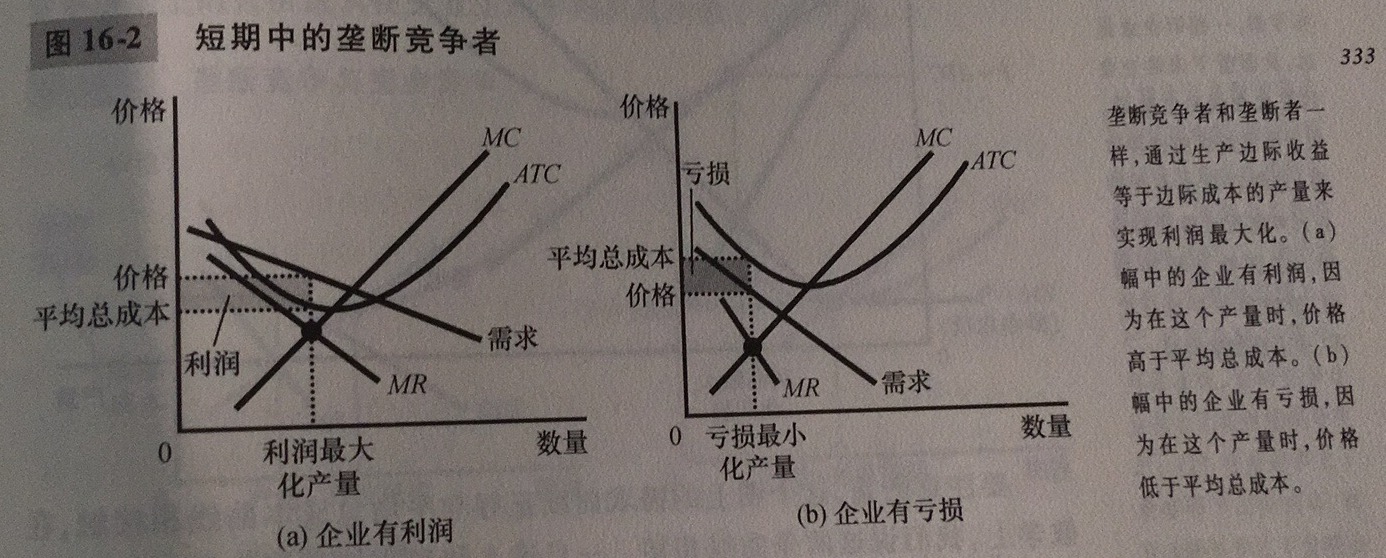 图 16-2 短期中的垄断竞争者
333
价格
MC
ATC
价格
平均总成本
利润
需求
MR
0
利润最大
化产量
数量
(a) 企业有利润
价格
MC
ATC
亏损
平均总成本
价格
需求
MR
0
亏损最小
化产量
数量
(b) 企业有亏损
垄断竞争者和垄断者一
样,通过生产边际收益
等于边际成本的产量来
实现利润最大化。(a)
幅中的企业有利润,因
为在这个产量时,价格
高于平均总成本。(b)
幅中的企业有亏损,因
为在这个产量时,价格
低于平均总成本。